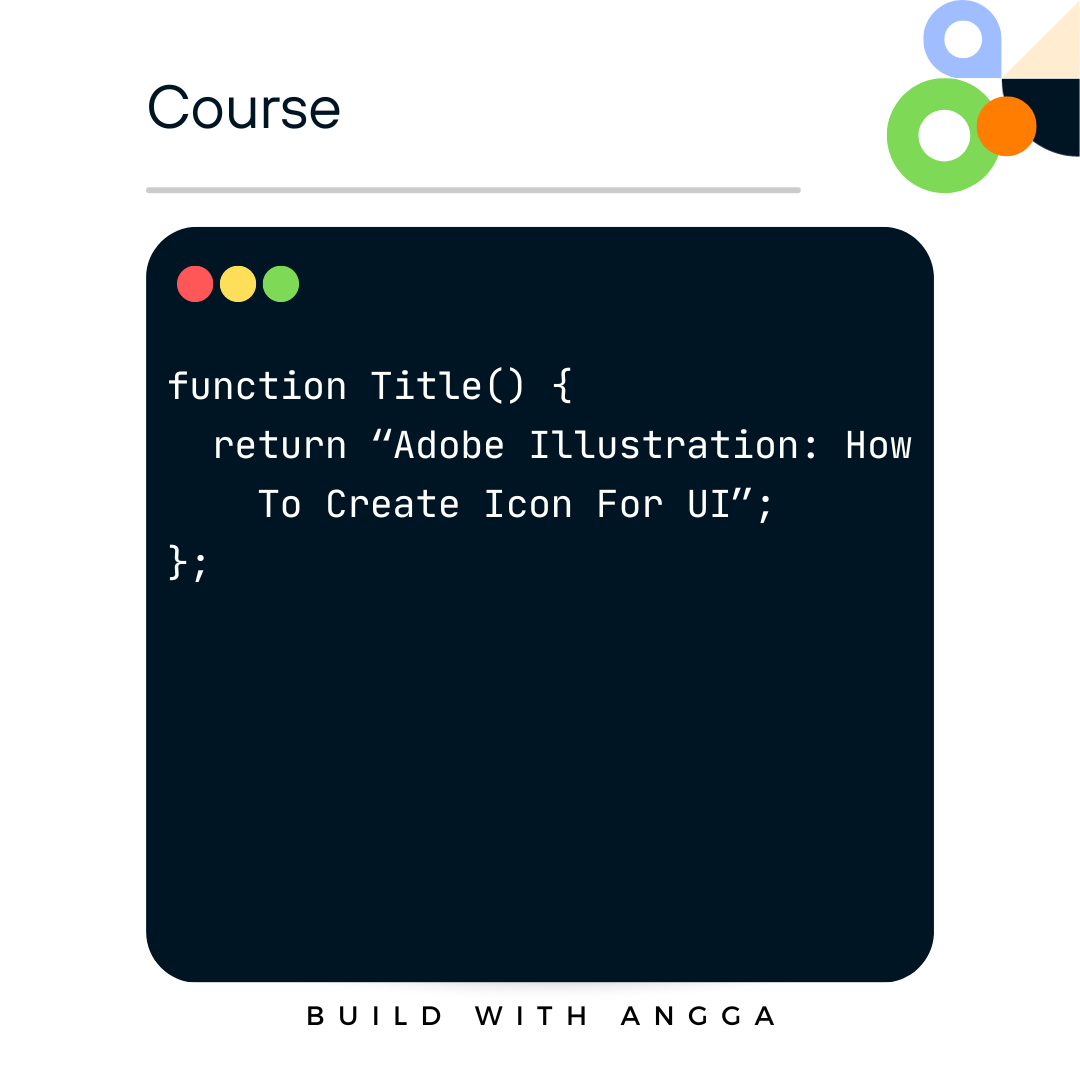 Course
function Title() {
return “Adobe Illustration: How
To Create Icon For UI”;
};
BUILD WITH ANGGA